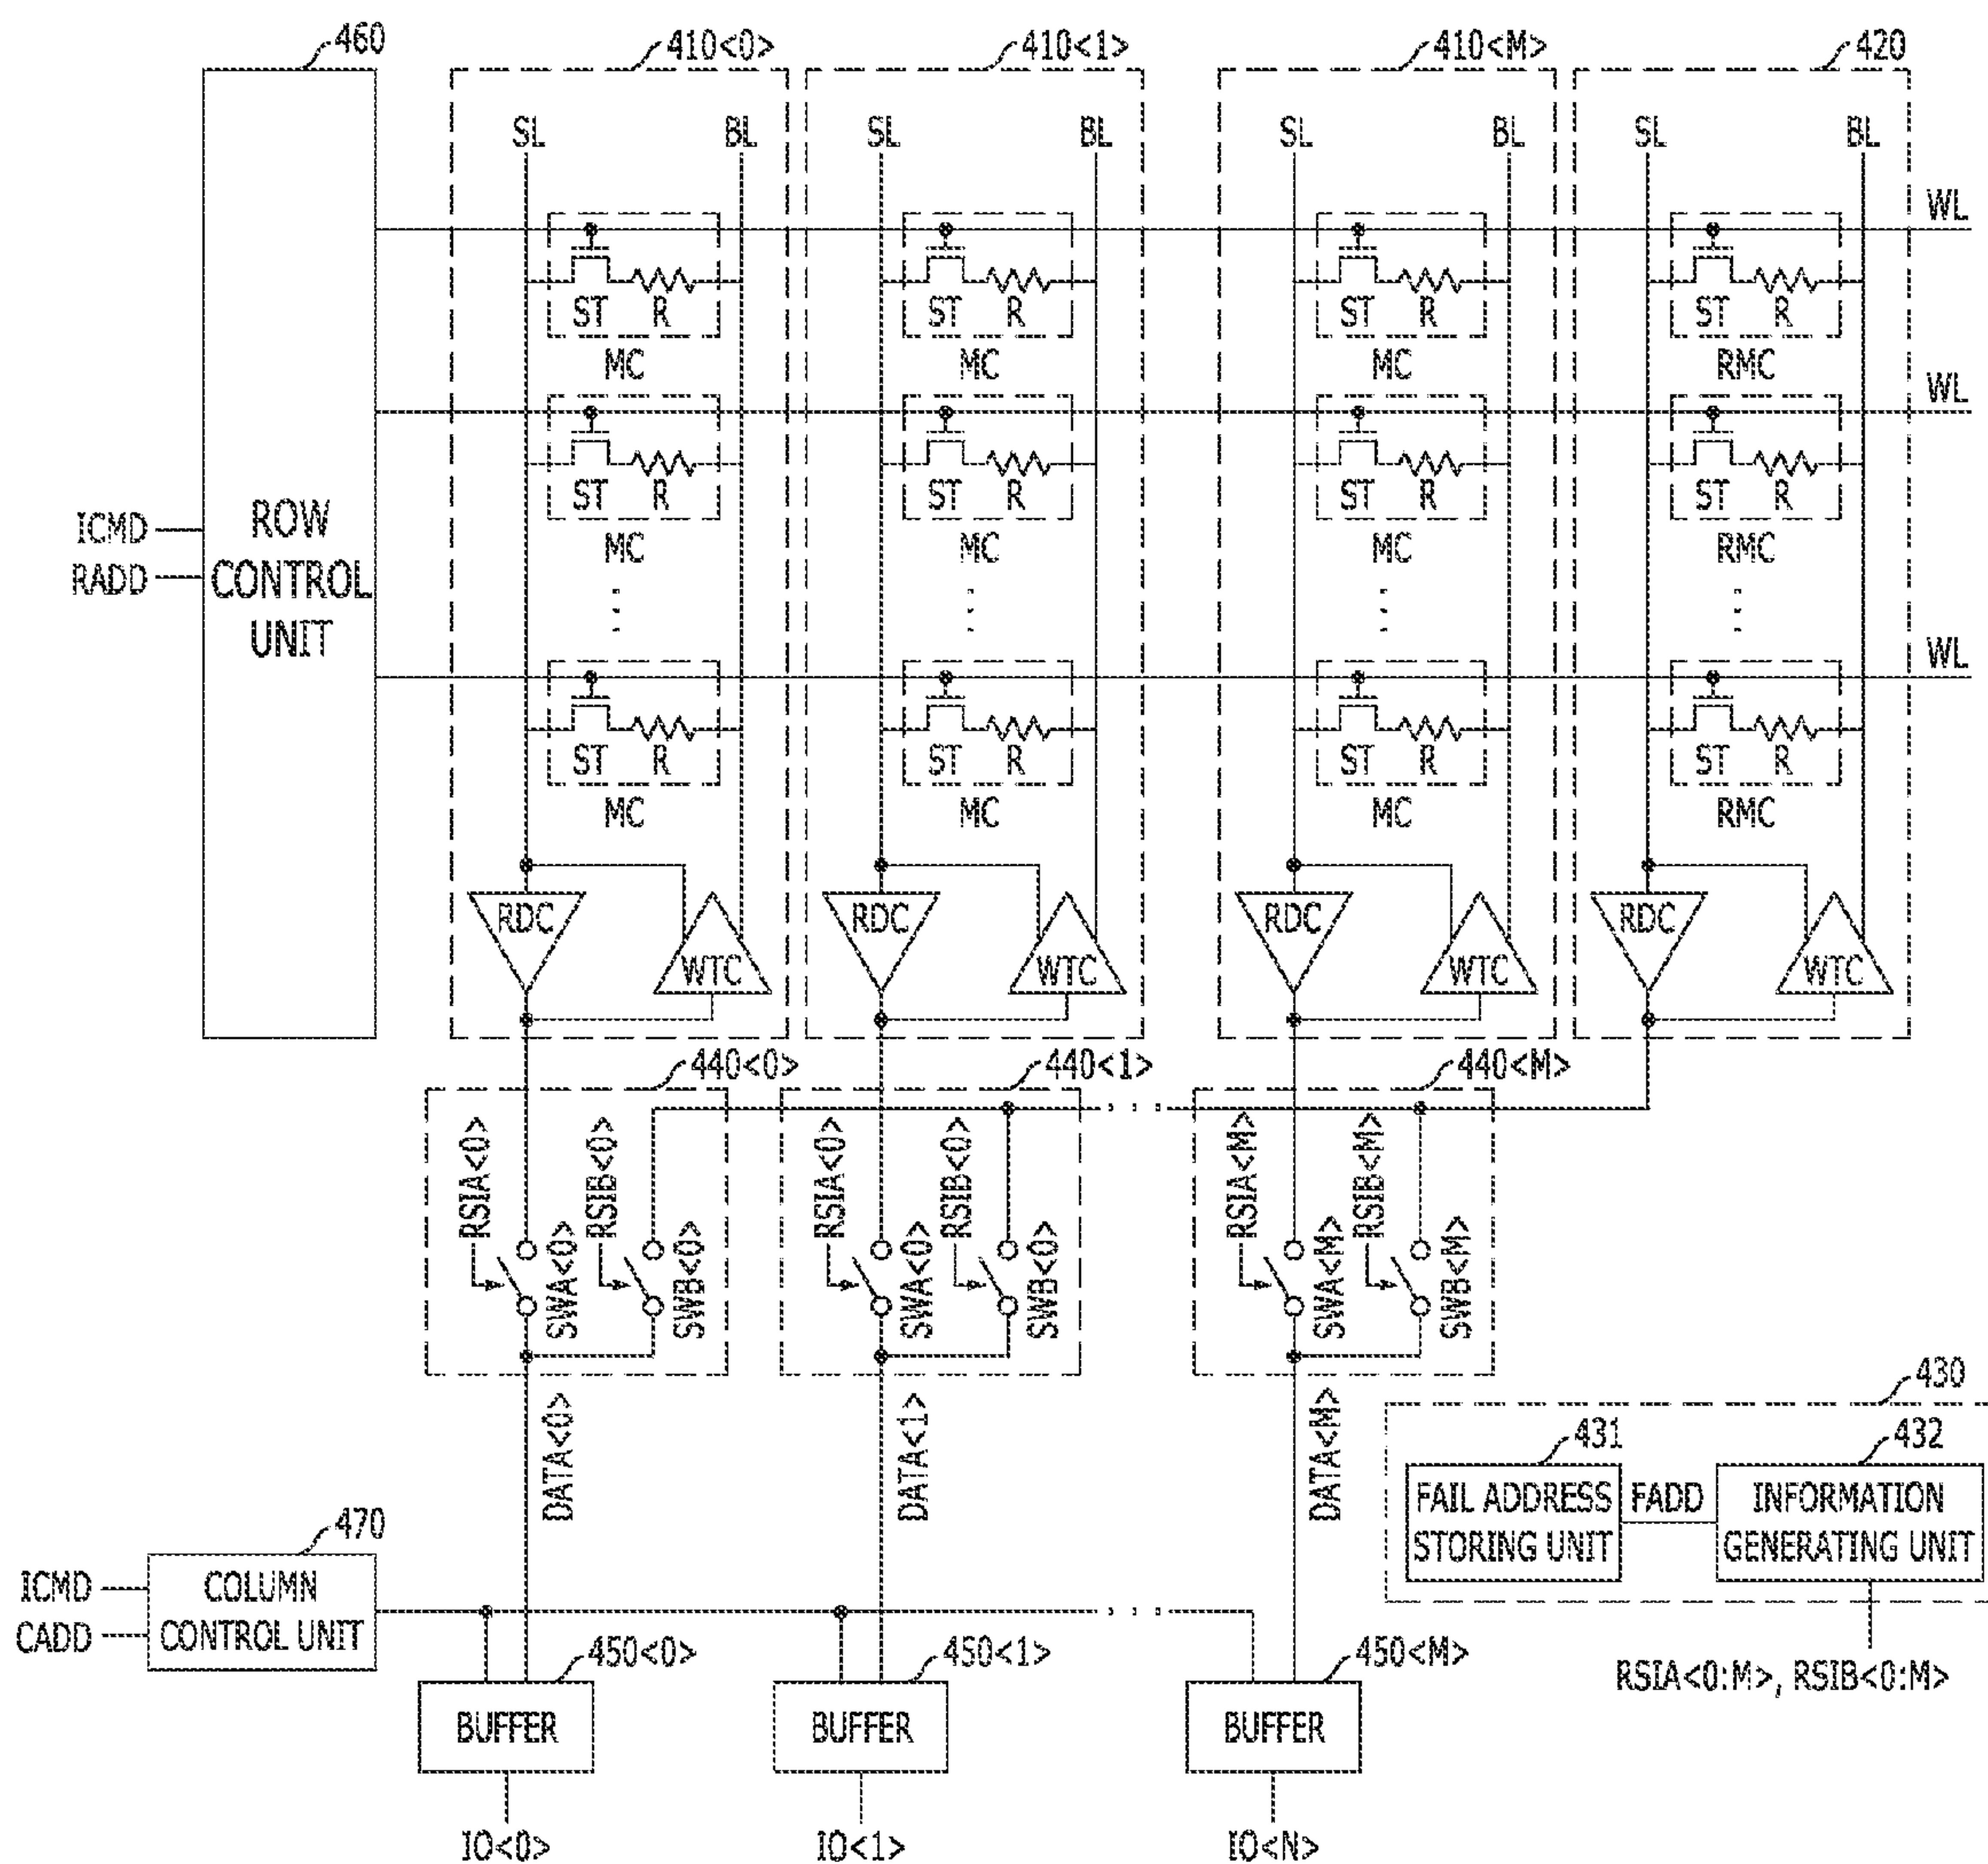 460
410<0>
410<1>
410<M>
420
SL BL SL BL SL BL SL BL
WL
ST R ST R ST R ST R
MC MC MC RMC
WL
ST R ST R ST R ST R
MC MC MC RMC
ICMD
RADD
ROW
CONTROL
UNIT
WL
ST R ST R ST R ST R
MC MC MC RMC
RDC WTC RDC WTC RDC WTC RDC WTC
440<0>
440<1>
440<M>
RSIA<0>
SWA<0>
RSIB<0>
SWB<0>
RSIA<0>
SWA<0>
RSIB<0>
SWB<0>
RSIA<M>
SWA<M>
RSIB<M>
SWB<M>
DATA<0>
DATA<1>
DATA<M>
430
431
FAIL ADDRESS
STORING UNIT
FADD
432
INFORMATION
GENERATING UNIT
RSIA<0:M>, RSIB<0:M>
470
ICMD
CADD
COLUMN
CONTROL UNIT
450<0>
450<1>
450<M>
BUFFER
BUFFER
BUFFER
IO<0>
IO<1>
IO<N>